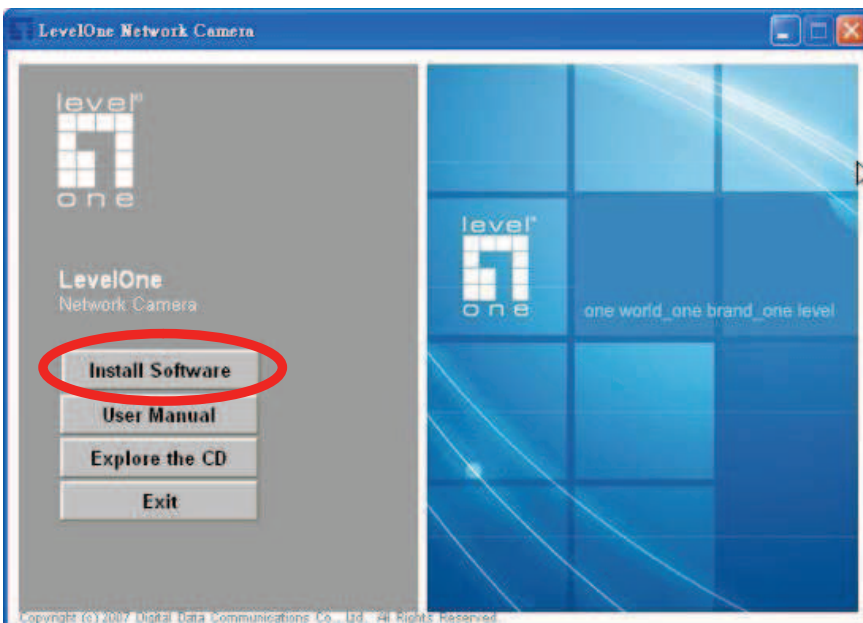 LevelOne Network Camera
level
one
LevelOne
Network Camera
Install Software
User Manual
Explore the CD
Exit
level
one
one world_one brand_one level
Copyright (c) 2007 Digital Data Communications Co., Ltd. All Rights Reserved.